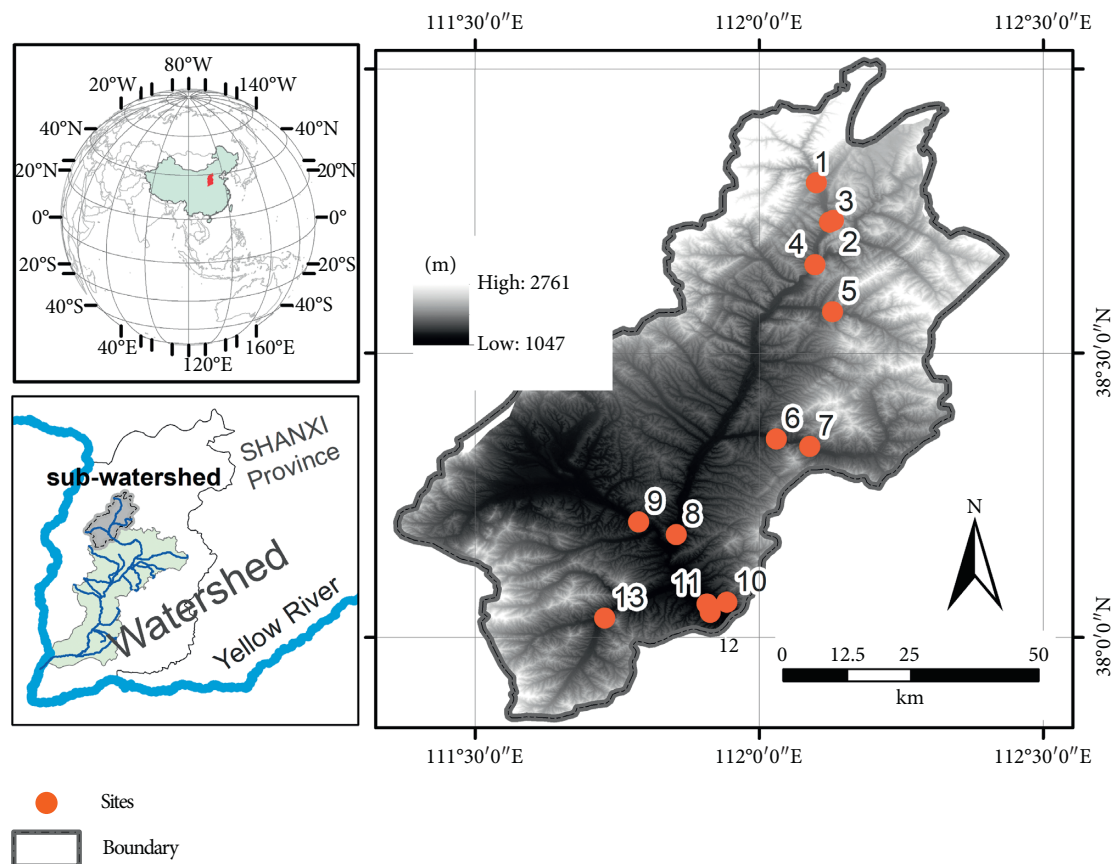 80°W
20°W
140°W
40°N
40°N
20°N
20°N
0°
0°
20°S
20°S
40°S
40°S
40°E
160°E
120°E
SHANXI
Province
sub-watershed
Watershed
Yellow River
111°30′0″E
112°0′0″E
112°30′0″E
(m)
High: 2761
Low: 1047
1
3
2
4
5
6
7
9
8
11
10
13
12
38°30′0″N
38°0′0″N
N
0
12.5
25
50
km
111°30′0″E
112°0′0″E
112°30′0″E
Sites
Boundary